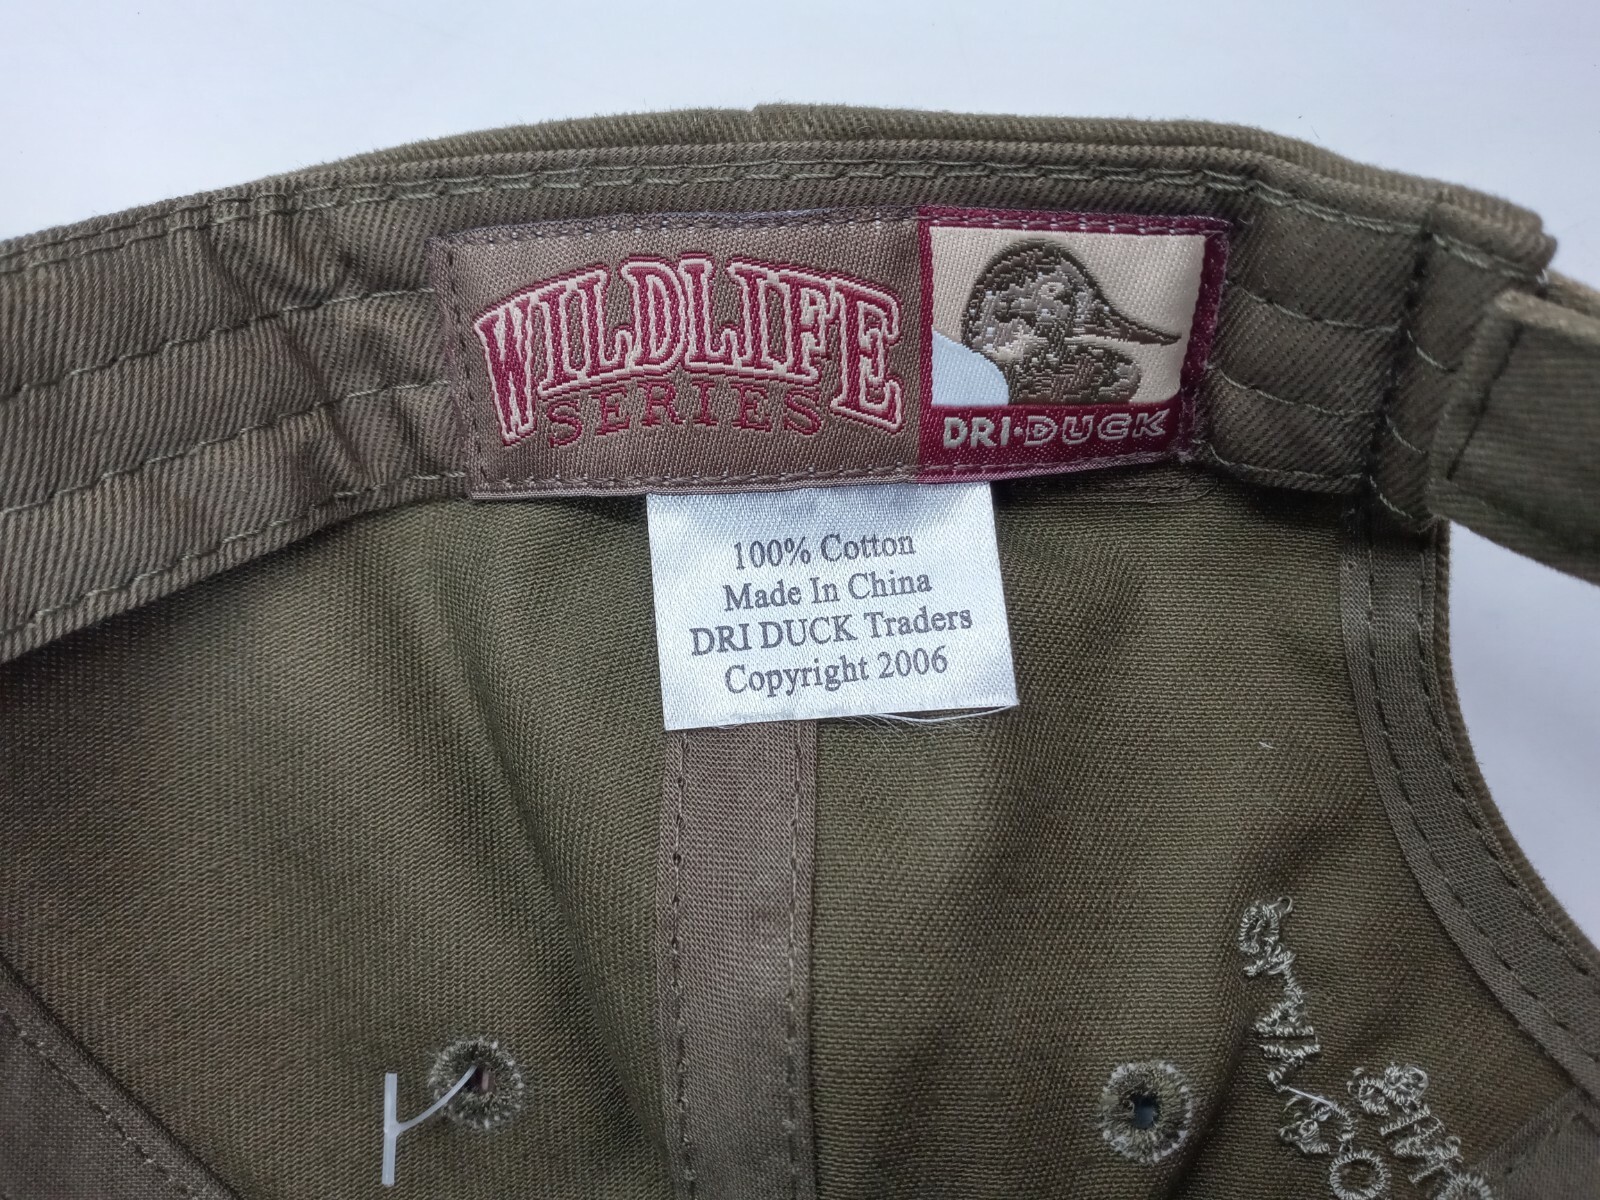 WILDLIFE
SERIES
DRI·DUCK
100% Cotton
Made In China
DRI DUCK Traders
Copyright 2006